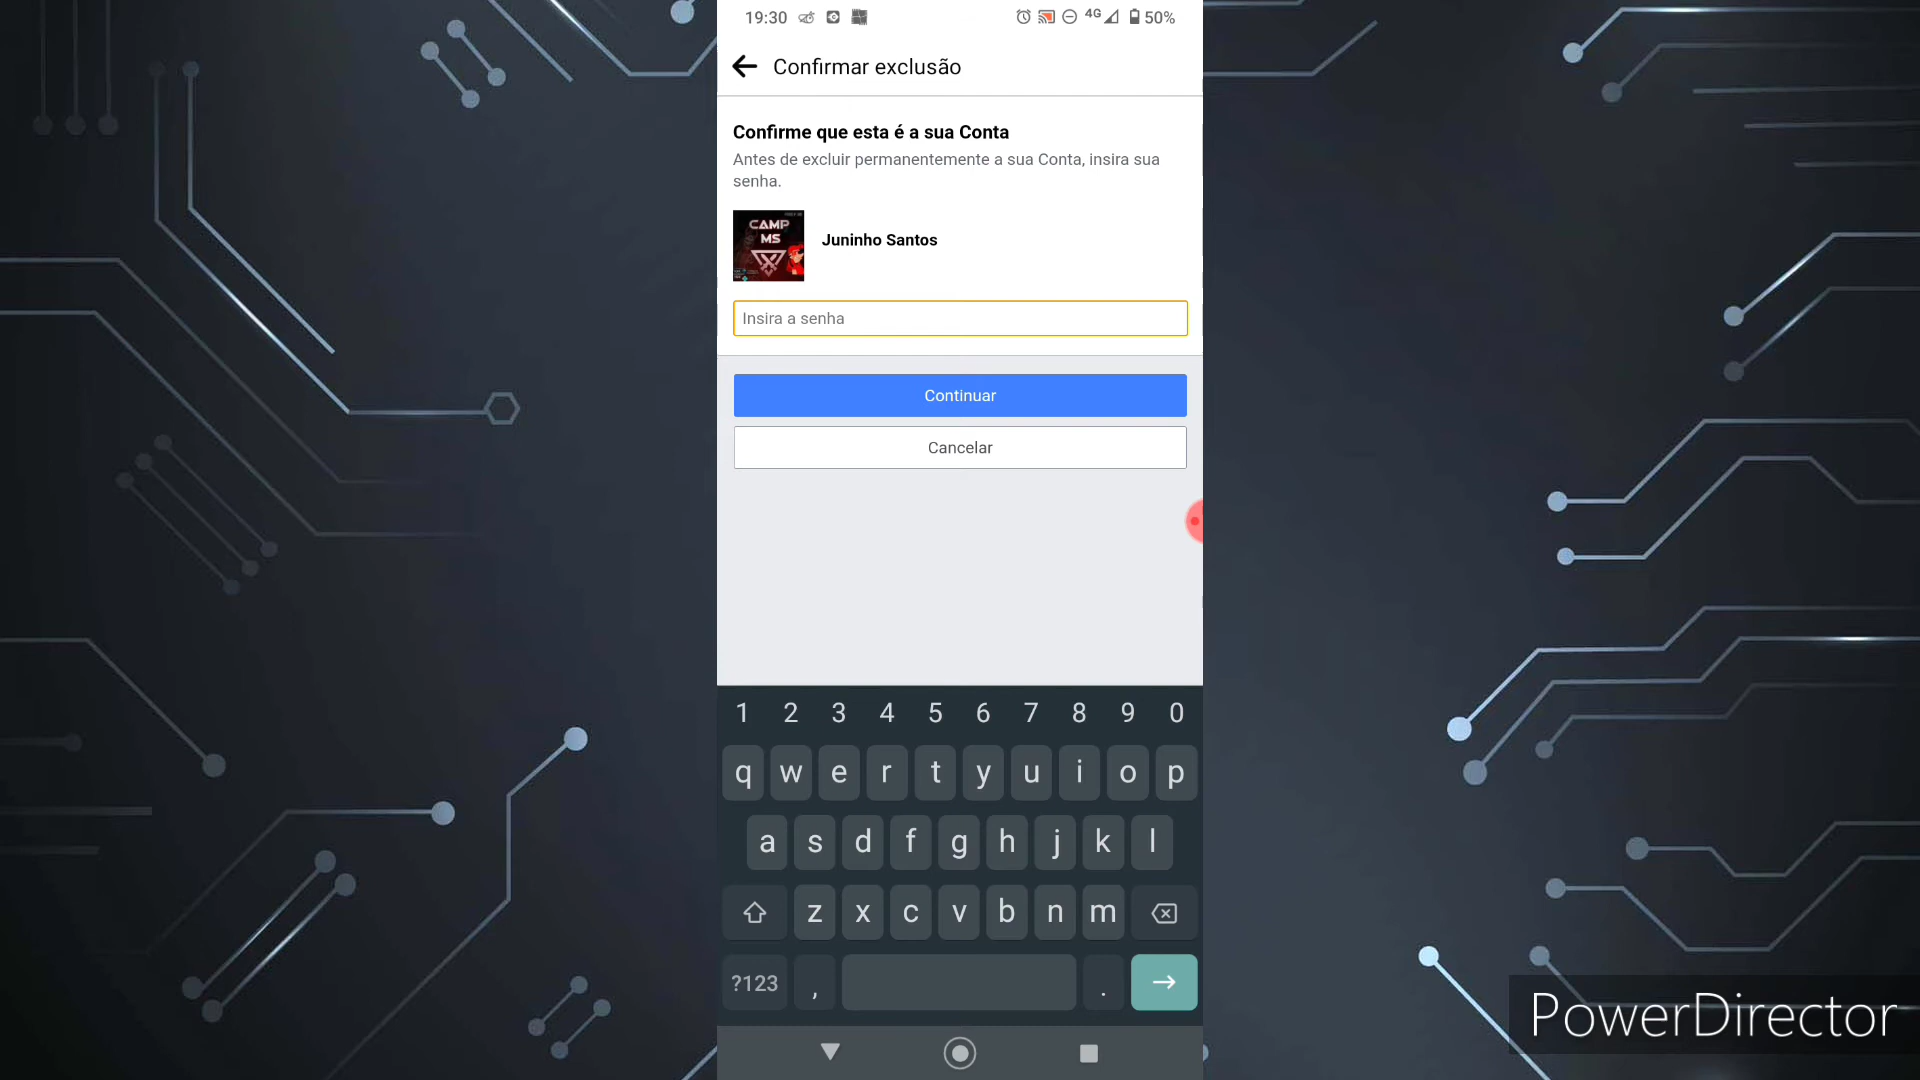 19:30
4G 50%
Confirmar exclusão
Confirme que esta é a sua Conta
Antes de excluir permanentemente a sua Conta, insira sua
senha.
CAMP
MS
Juninho Santos
Insira a senha
Continuar
Cancelar
1 2 3 4 5 6 7 8 9 0
q w e r t y u i o p
a s d f g h j k l
z x c v b n m
?123 , .
PowerDirector